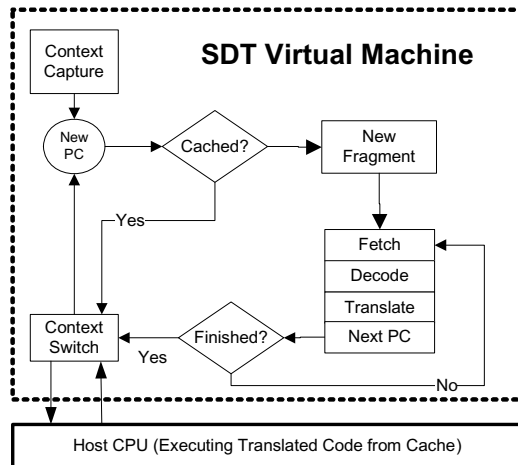 SDT Virtual Machine
Context
Capture
New
PC
Cached?
New
Fragment
Yes
Fetch
Decode
Translate
Next PC
Context
Switch
Finished?
Yes
No
Host CPU (Executing Translated Code from Cache)